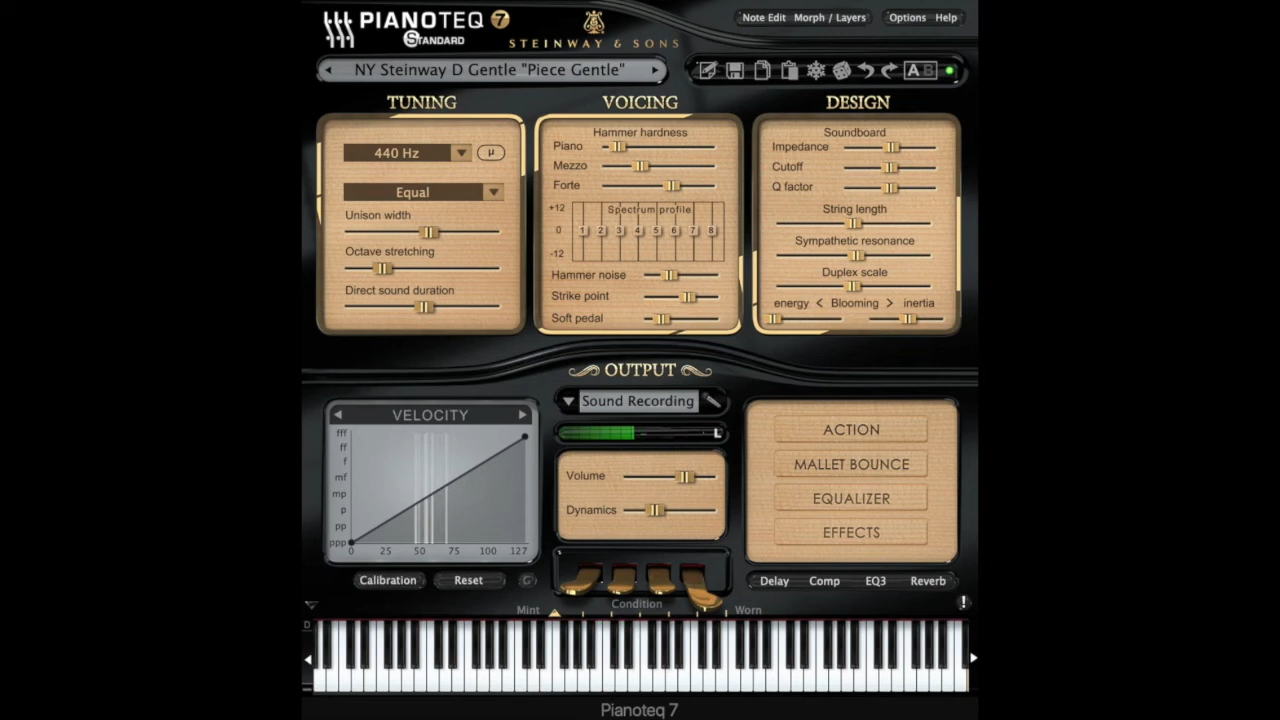 PIANOTEQ 7
STANDARD
STEINWAY & SONS
Note Edit Morph / Layers Options Help
NY Steinway D Gentle "Piece Gentle"
A B
TUNING
440 Hz
μ
Equal
Unison width
Octave stretching
Direct sound duration
VOICING
Hammer hardness
Piano
Mezzo
Forte
Spectrum profile
+12
0
-12
1 2 3 4 5 6 7 8
Hammer noise
Strike point
Soft pedal
DESIGN
Soundboard
Impedance
Cutoff
Q factor
String length
Sympathetic resonance
Duplex scale
energy < Blooming > inertia
OUTPUT
VELOCITY
fff
ff
f
mf
mp
p
pp
ppp
0 25 50 75 100 127
Calibration Reset
Sound Recording
L
Volume
Dynamics
ACTION
MALLET BOUNCE
EQUALIZER
EFFECTS
Delay Comp EQ3 Reverb
Mint Condition Worn
!
D
Pianoteq 7